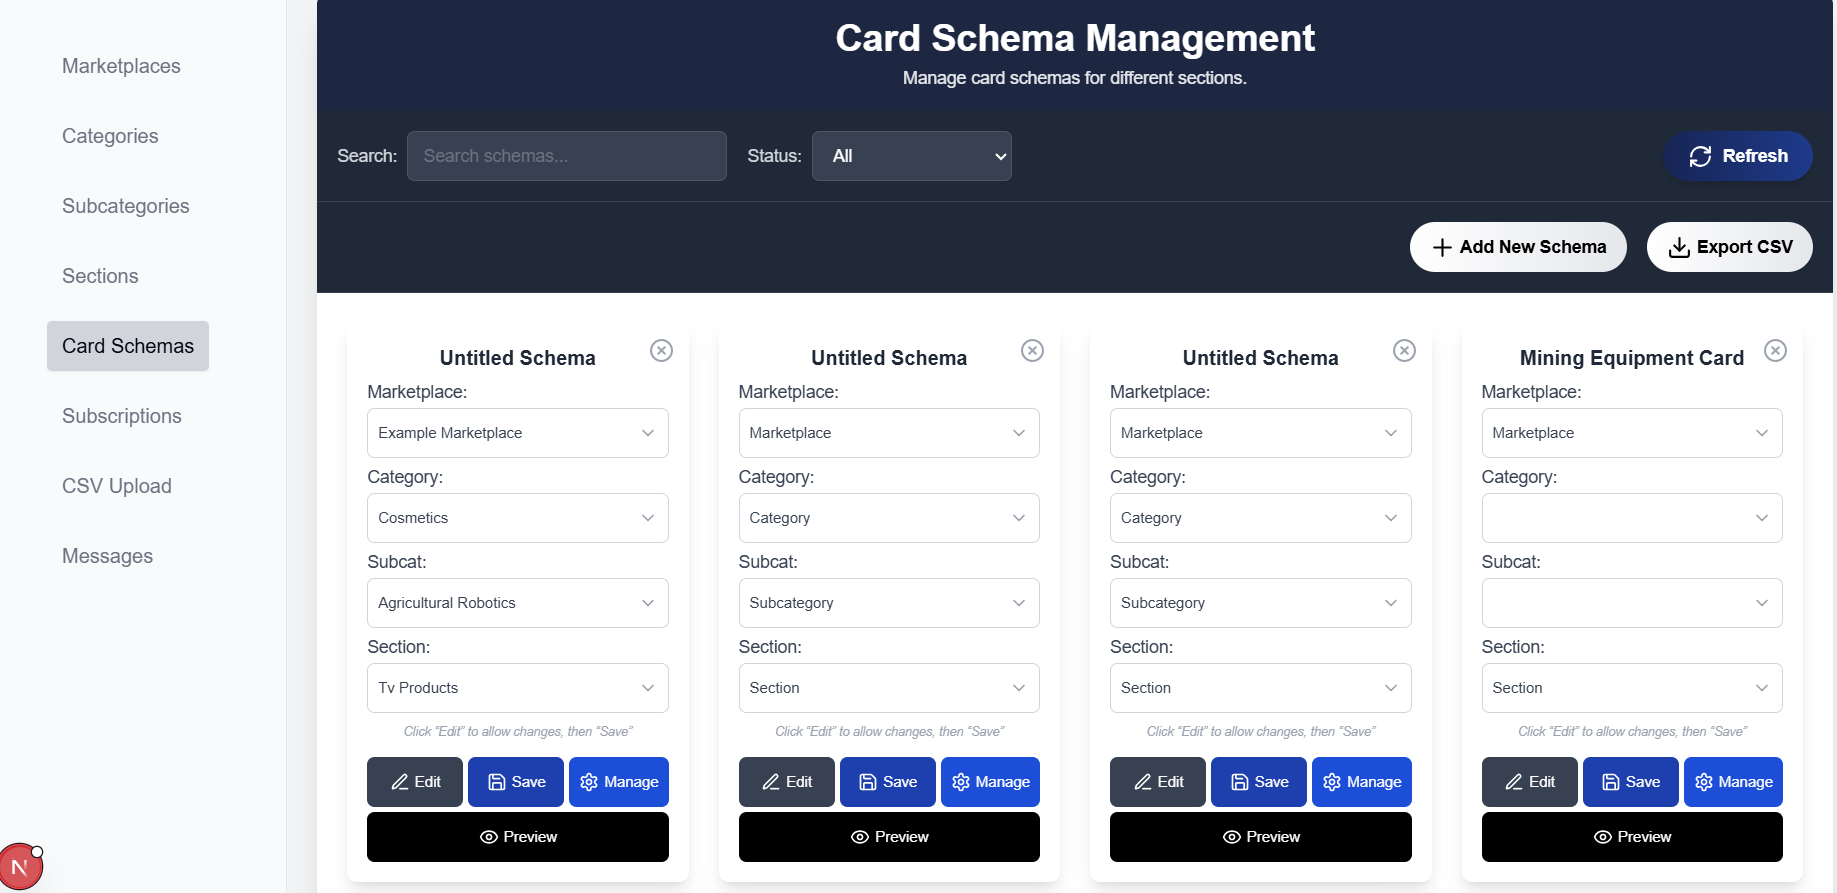 Marketplaces
Categories
Subcategories
Sections
Card Schemas
Subscriptions
CSV Upload
Messages
N
Card Schema Management
Manage card schemas for different sections.
Search: Search schemas... Status: All Refresh
Add New Schema Export CSV
Untitled Schema
Marketplace:
Example Marketplace
Category:
Cosmetics
Subcat:
Agricultural Robotics
Section:
Tv Products
Click “Edit” to allow changes, then “Save”
Edit Save Manage
Preview
Untitled Schema
Marketplace:
Marketplace
Category:
Category
Subcat:
Subcategory
Section:
Section
Click “Edit” to allow changes, then “Save”
Edit Save Manage
Preview
Untitled Schema
Marketplace:
Marketplace
Category:
Category
Subcat:
Subcategory
Section:
Section
Click “Edit” to allow changes, then “Save”
Edit Save Manage
Preview
Mining Equipment Card
Marketplace:
Marketplace
Category:
Subcat:
Section:
Section
Click “Edit” to allow changes, then “Save”
Edit Save Manage
Preview